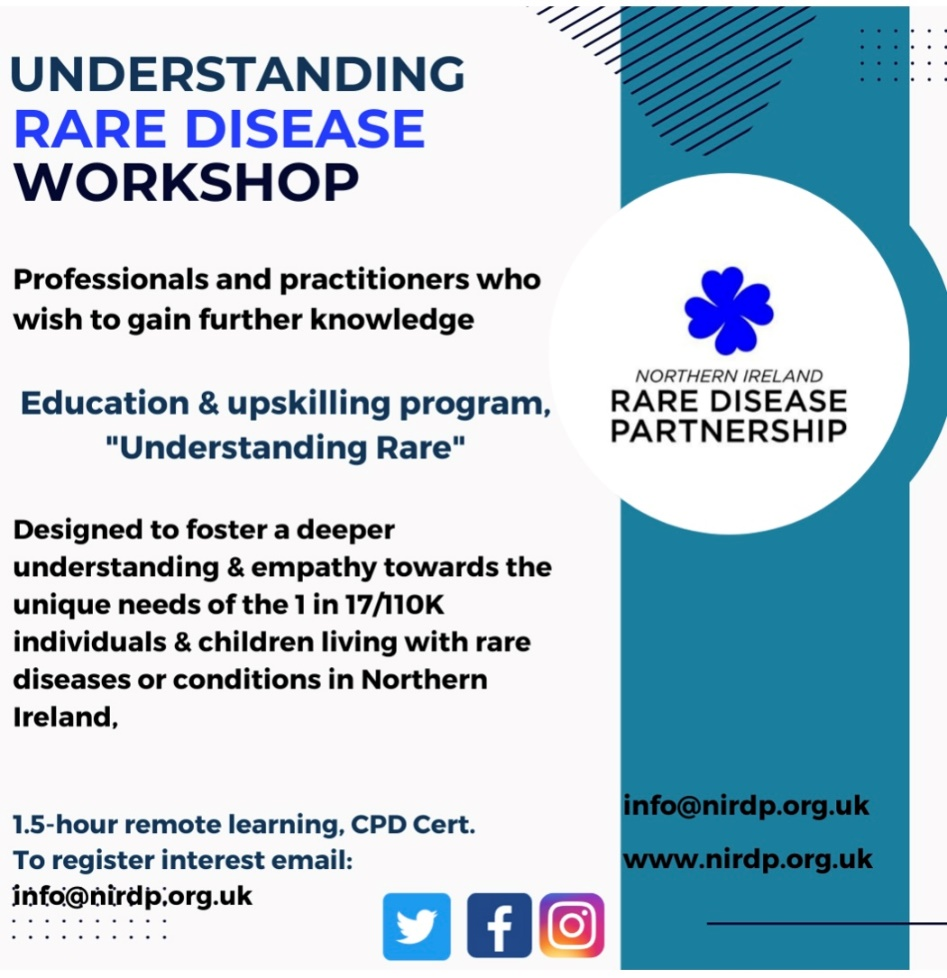 UNDERSTANDING
RARE DISEASE
WORKSHOP
Professionals and practitioners who
wish to gain further knowledge
Education & upskilling program,
"Understanding Rare"
Designed to foster a deeper
understanding & empathy towards the
unique needs of the 1 in 17/110K
individuals & children living with rare
diseases or conditions in Northern
Ireland,
1.5-hour remote learning, CPD Cert.
To register interest email:
info@nirdp.org.uk
NORTHERN IRELAND
RARE DISEASE
PARTNERSHIP
info@nirdp.org.uk
www.nirdp.org.uk